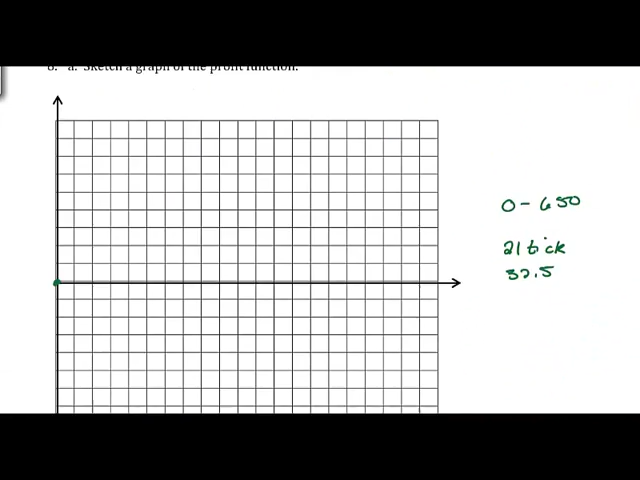 8. a. Sketch a graph of the profit function.
0 - 650
21 tick
32.5